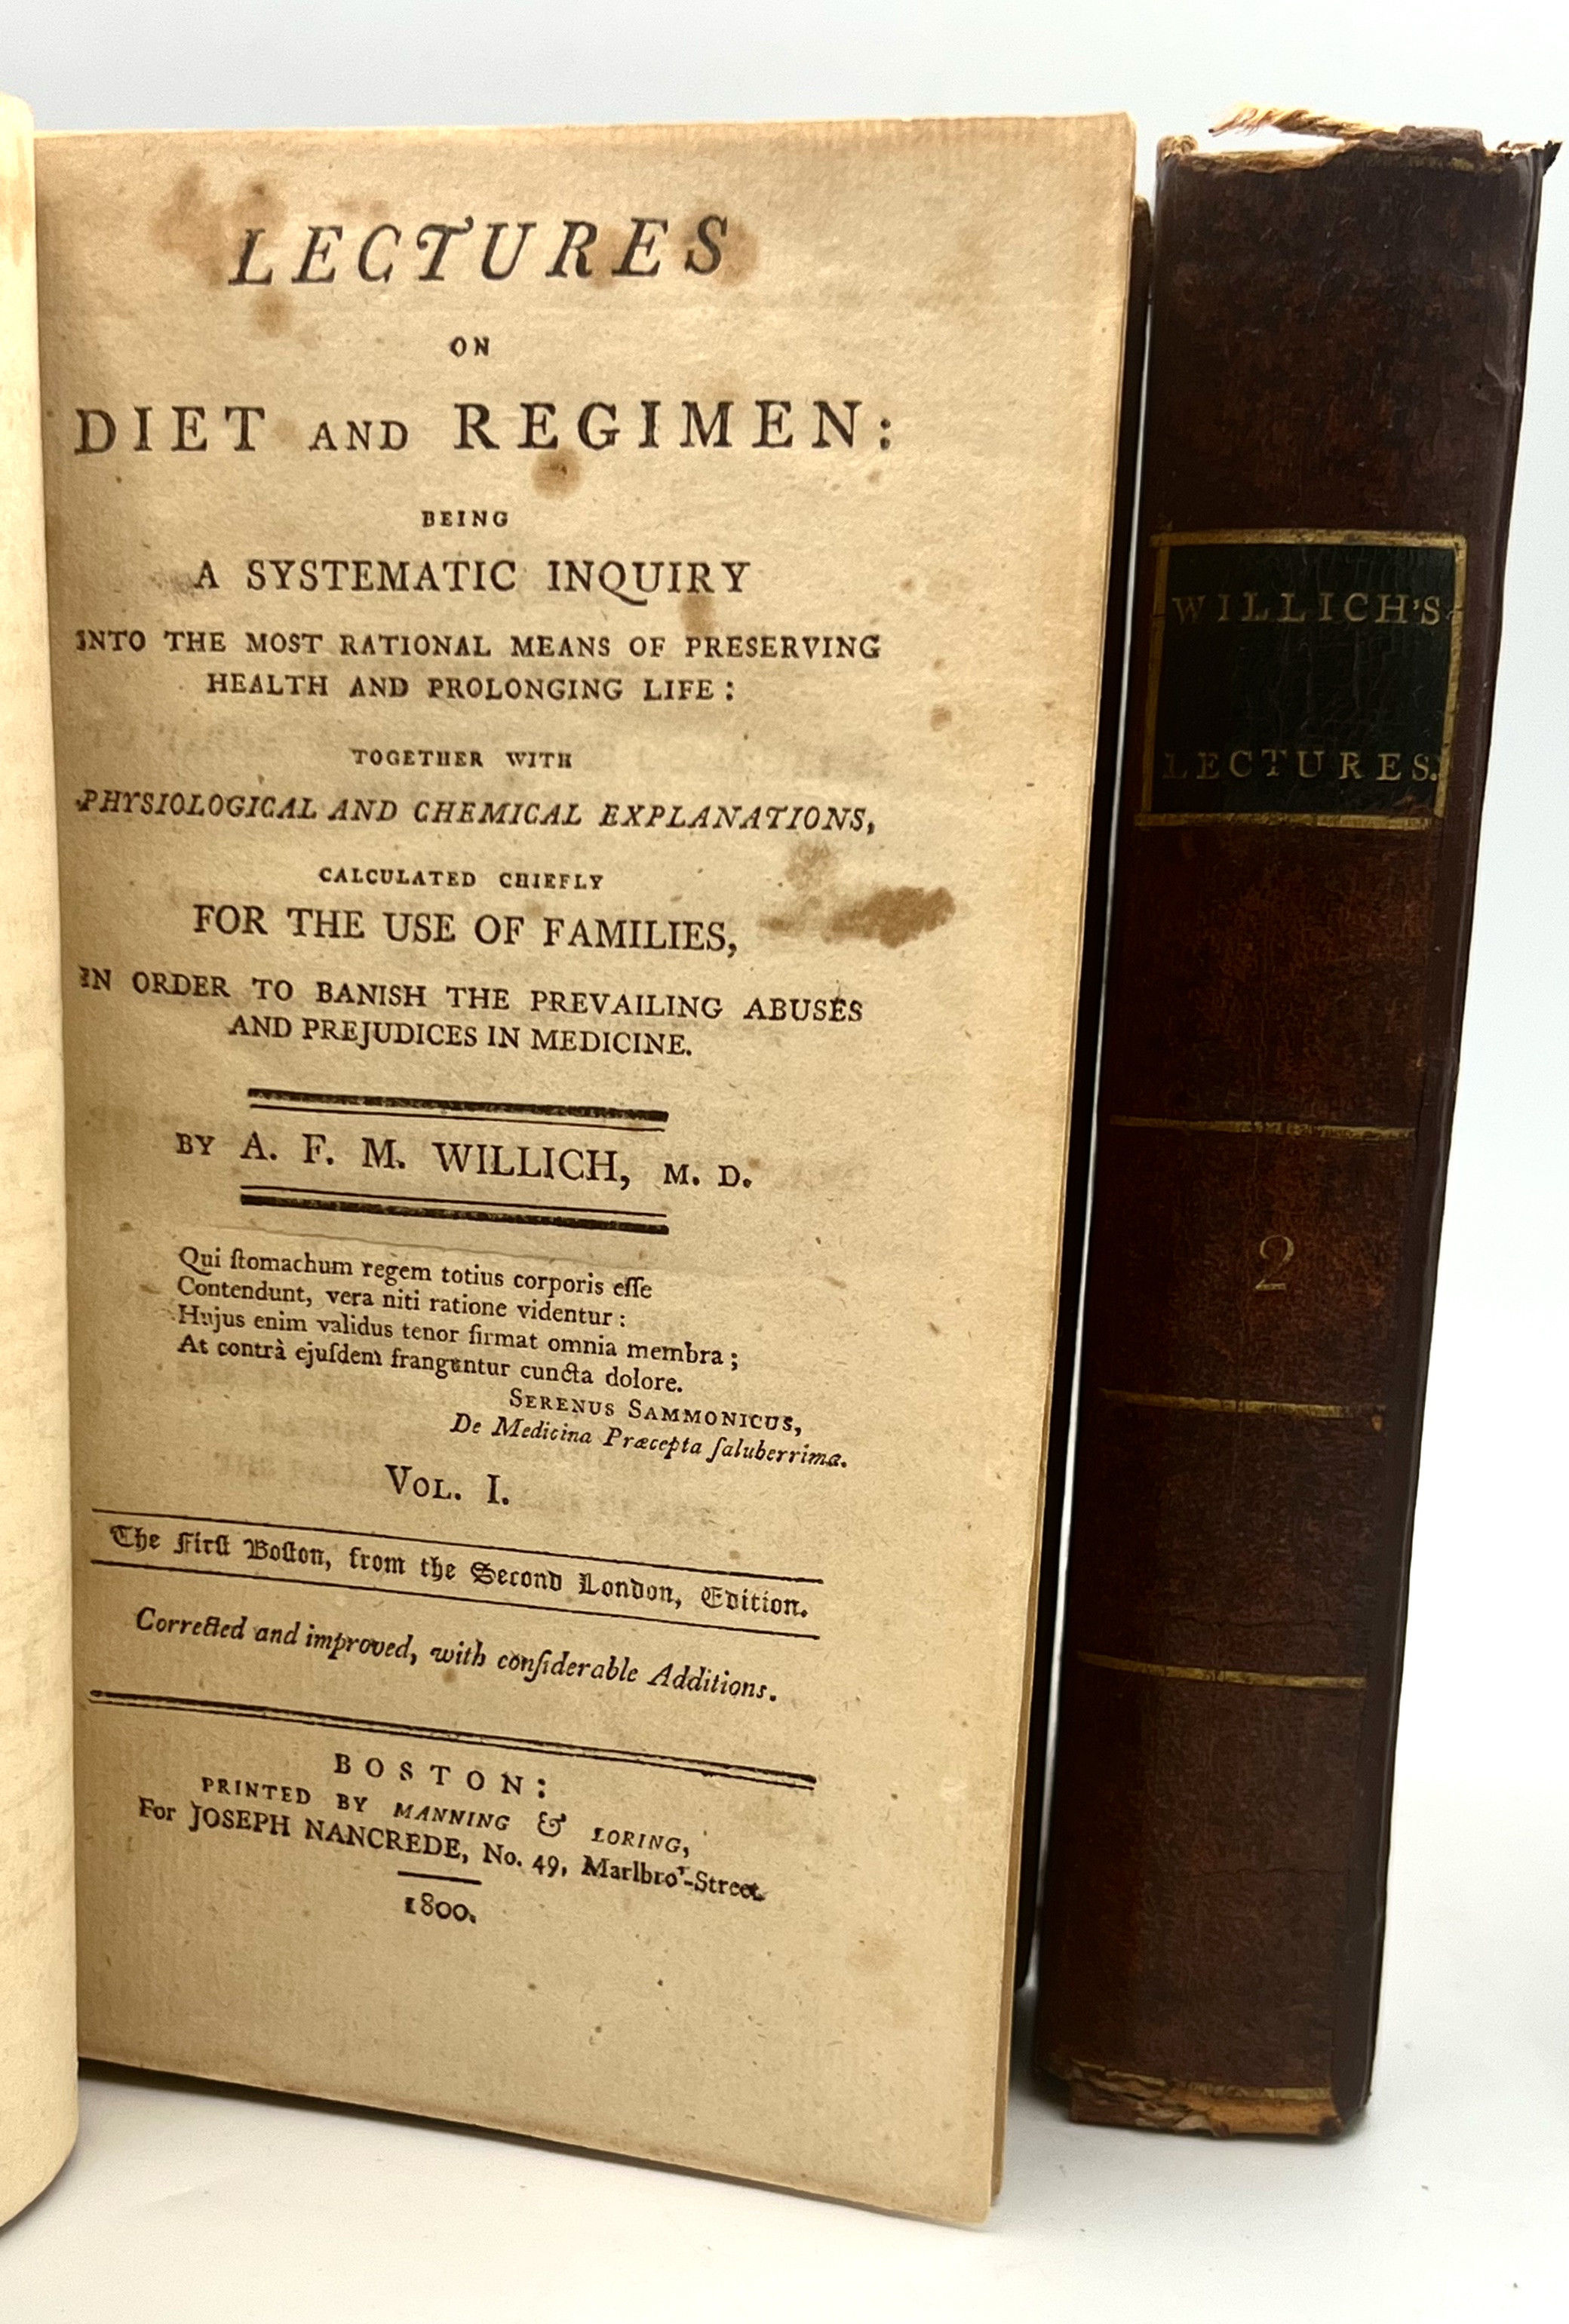 LECTURES
ON
DIET AND REGIMEN:
BEING
A SYSTEMATIC INQUIRY
INTO THE MOST RATIONAL MEANS OF PRESERVING
HEALTH AND PROLONGING LIFE:
TOGETHER WITH
PHYSIOLOGICAL AND CHEMICAL EXPLANATIONS,
CALCULATED CHIEFLY
FOR THE USE OF FAMILIES,
IN ORDER TO BANISH THE PREVAILING ABUSES
AND PREJUDICES IN MEDICINE.
BY A. F. M. WILLICH, M. D.
Qui ſtomachum regem totius corporis eſſe
Contendunt, vera niti ratione videntur:
Hujus enim validus tenor firmat omnia membra;
At contrà ejuſdem franguntur cuncta dolore.
SERENUS SAMMONICUS,
De Medicina Præcepta ſaluberrima.
VOL. I.
The Firſt Boſton, from the Second London, Edition.
Corrected and improved, with conſiderable Additions.
BOSTON:
PRINTED BY MANNING & LORING,
For JOSEPH NANCREDE, No. 49, Marlbro'-Street.
1800.
WILLICH'S
LECTURES.
2